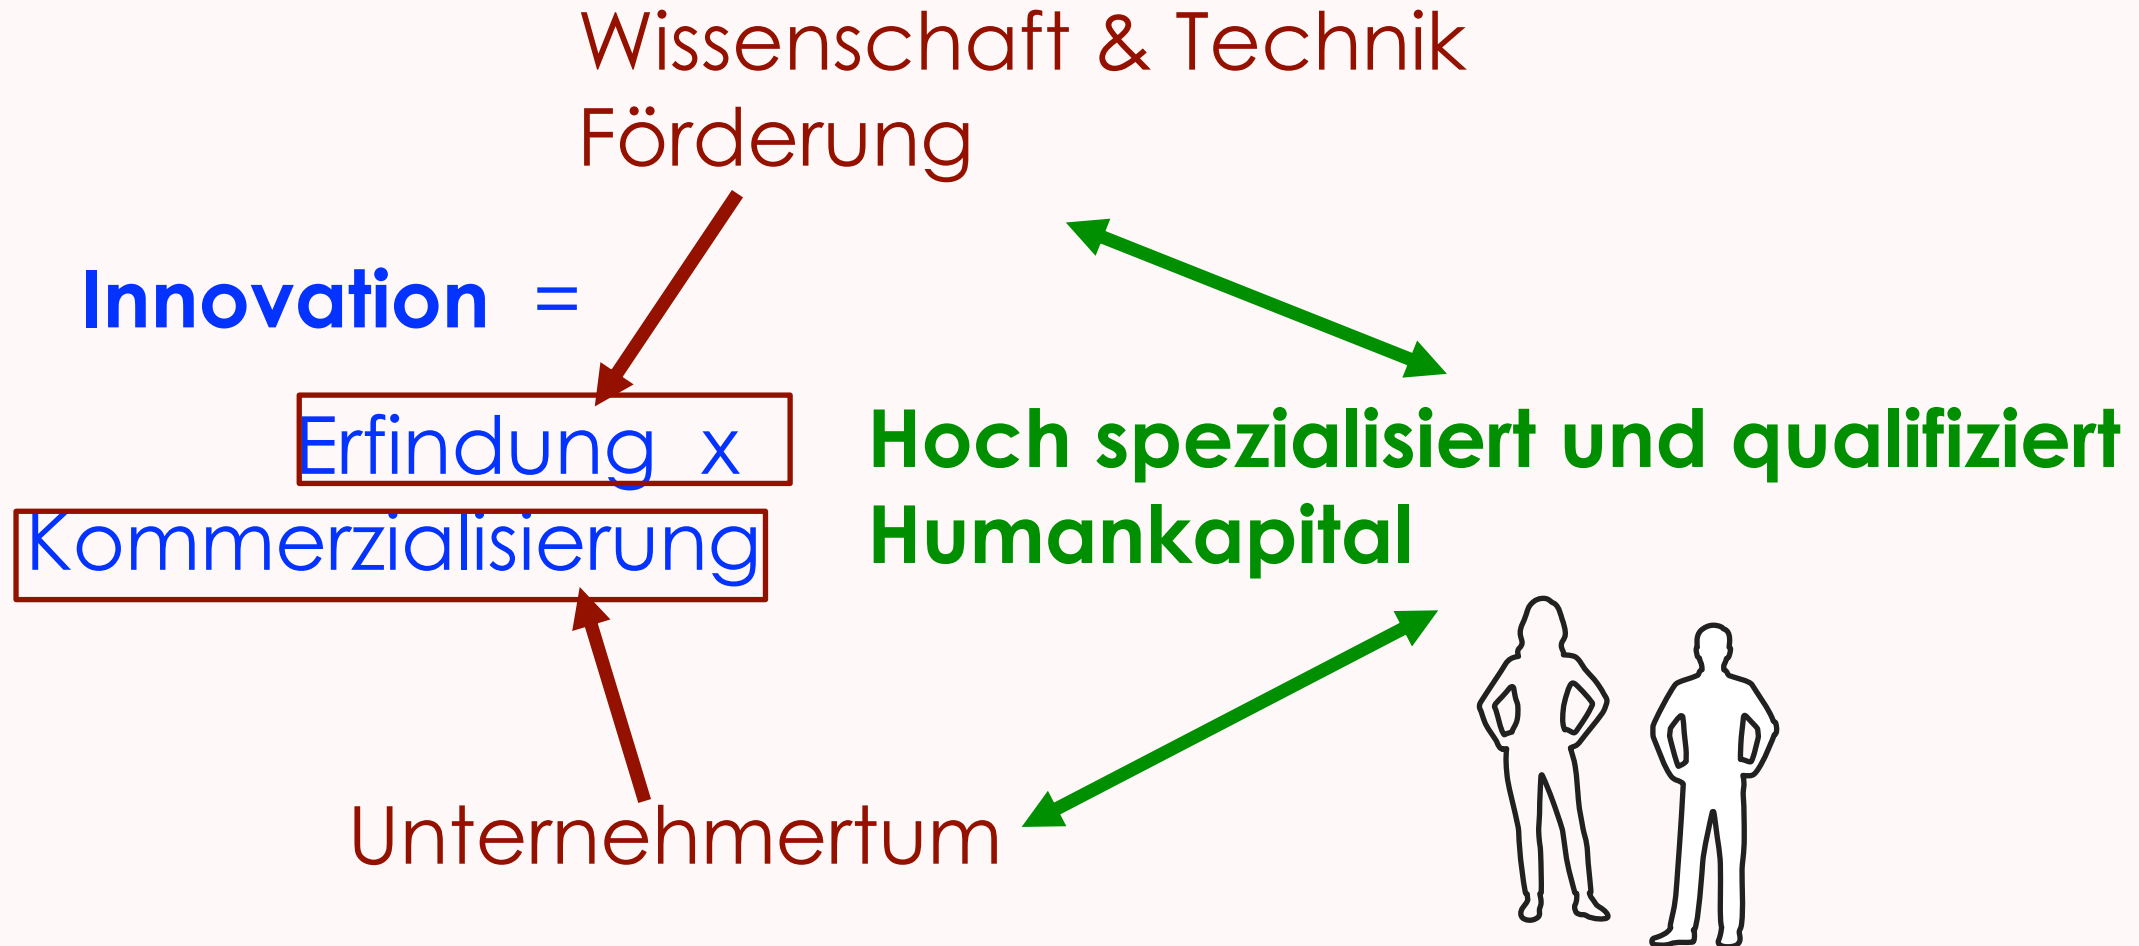 Wissenschaft & Technik
Förderung
Innovation =
Erfindung x
Kommerzialisierung
Hoch spezialisiert und qualifiziert
Humankapital
Unternehmertum